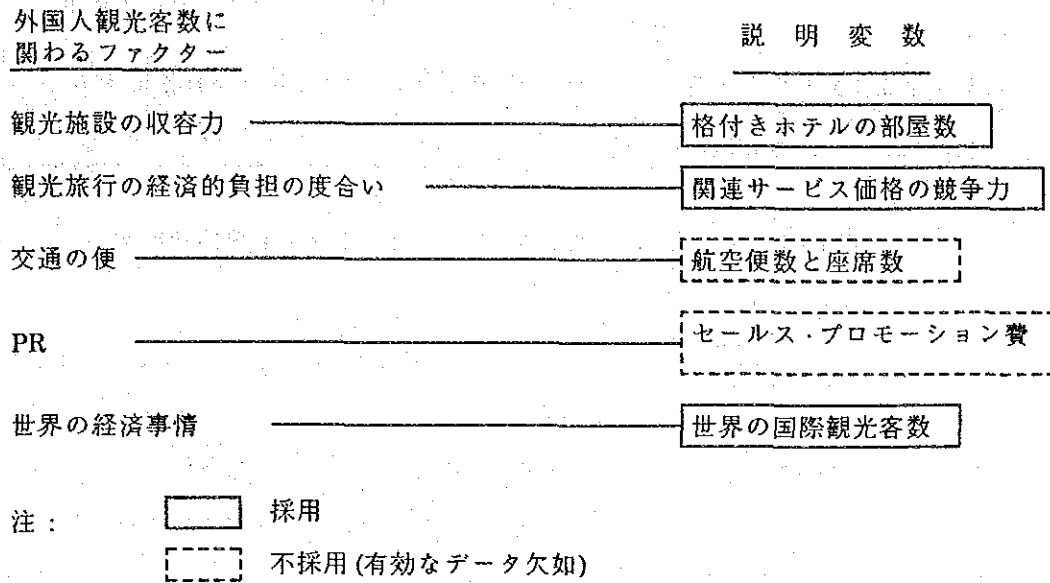 外国人観光客数に
関わるファクター
説 明 変 数
観光施設の収容力 格付きホテルの部屋数
観光旅行の経済的負担の度合い 関連サービス価格の競争力
交通の便 航空便数と座席数
PR セールス・プロモーション費
世界の経済事情 世界の国際観光客数
注 : 採用
不採用 (有効なデータ欠如)